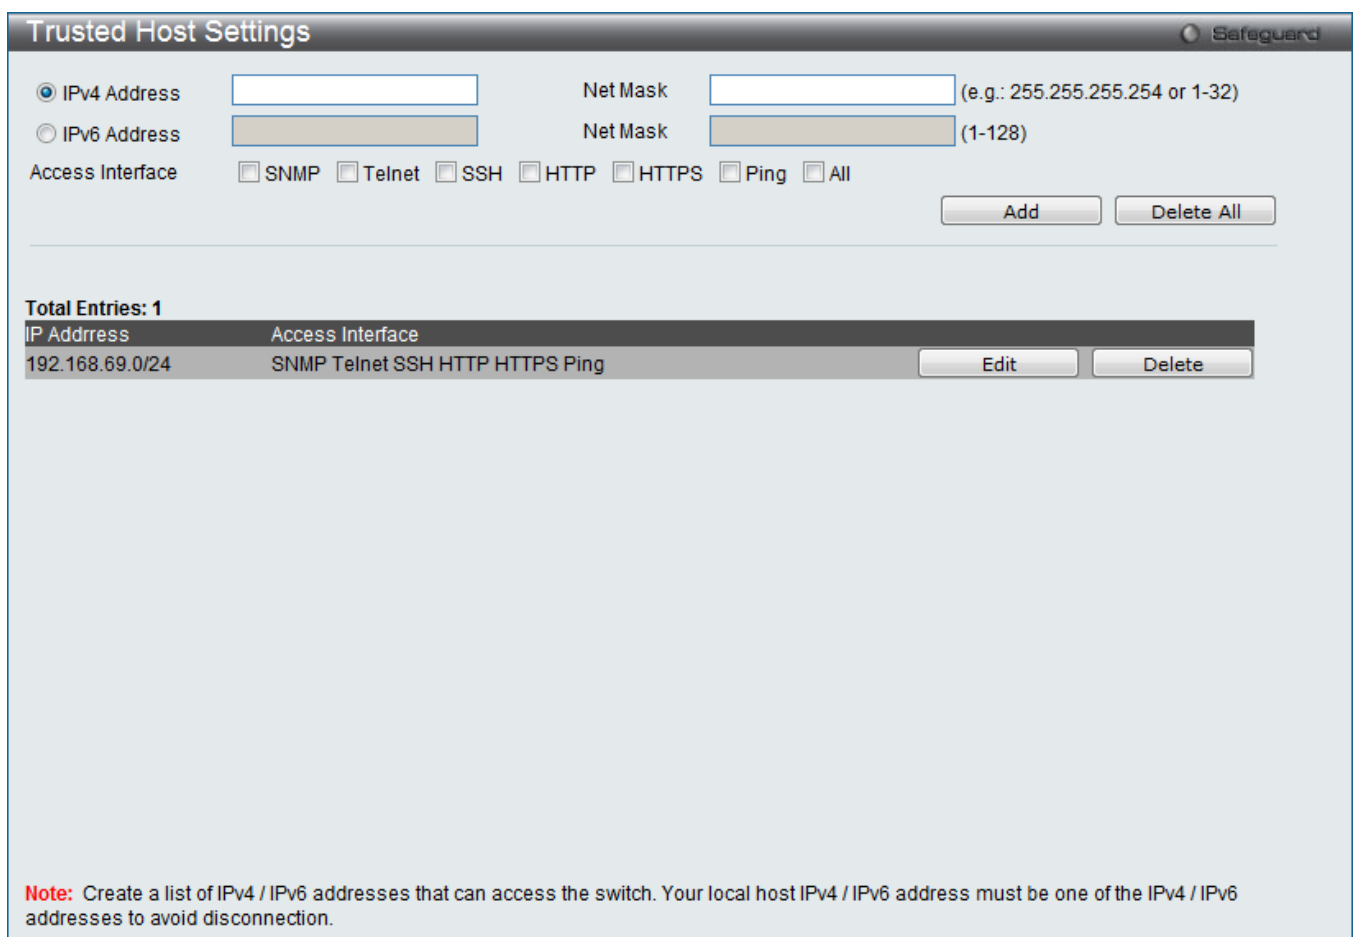 Trusted Host Settings Safeguard
IPv4 Address Net Mask (e.g.: 255.255.255.254 or 1-32)
IPv6 Address Net Mask (1-128)
Access Interface SNMP Telnet SSH HTTP HTTPS Ping All
Add Delete All
Total Entries: 1
IP Addrress Access Interface
192.168.69.0/24 SNMP Telnet SSH HTTP HTTPS Ping Edit Delete
Note: Create a list of IPv4 / IPv6 addresses that can access the switch. Your local host IPv4 / IPv6 address must be one of the IPv4 / IPv6
addresses to avoid disconnection.